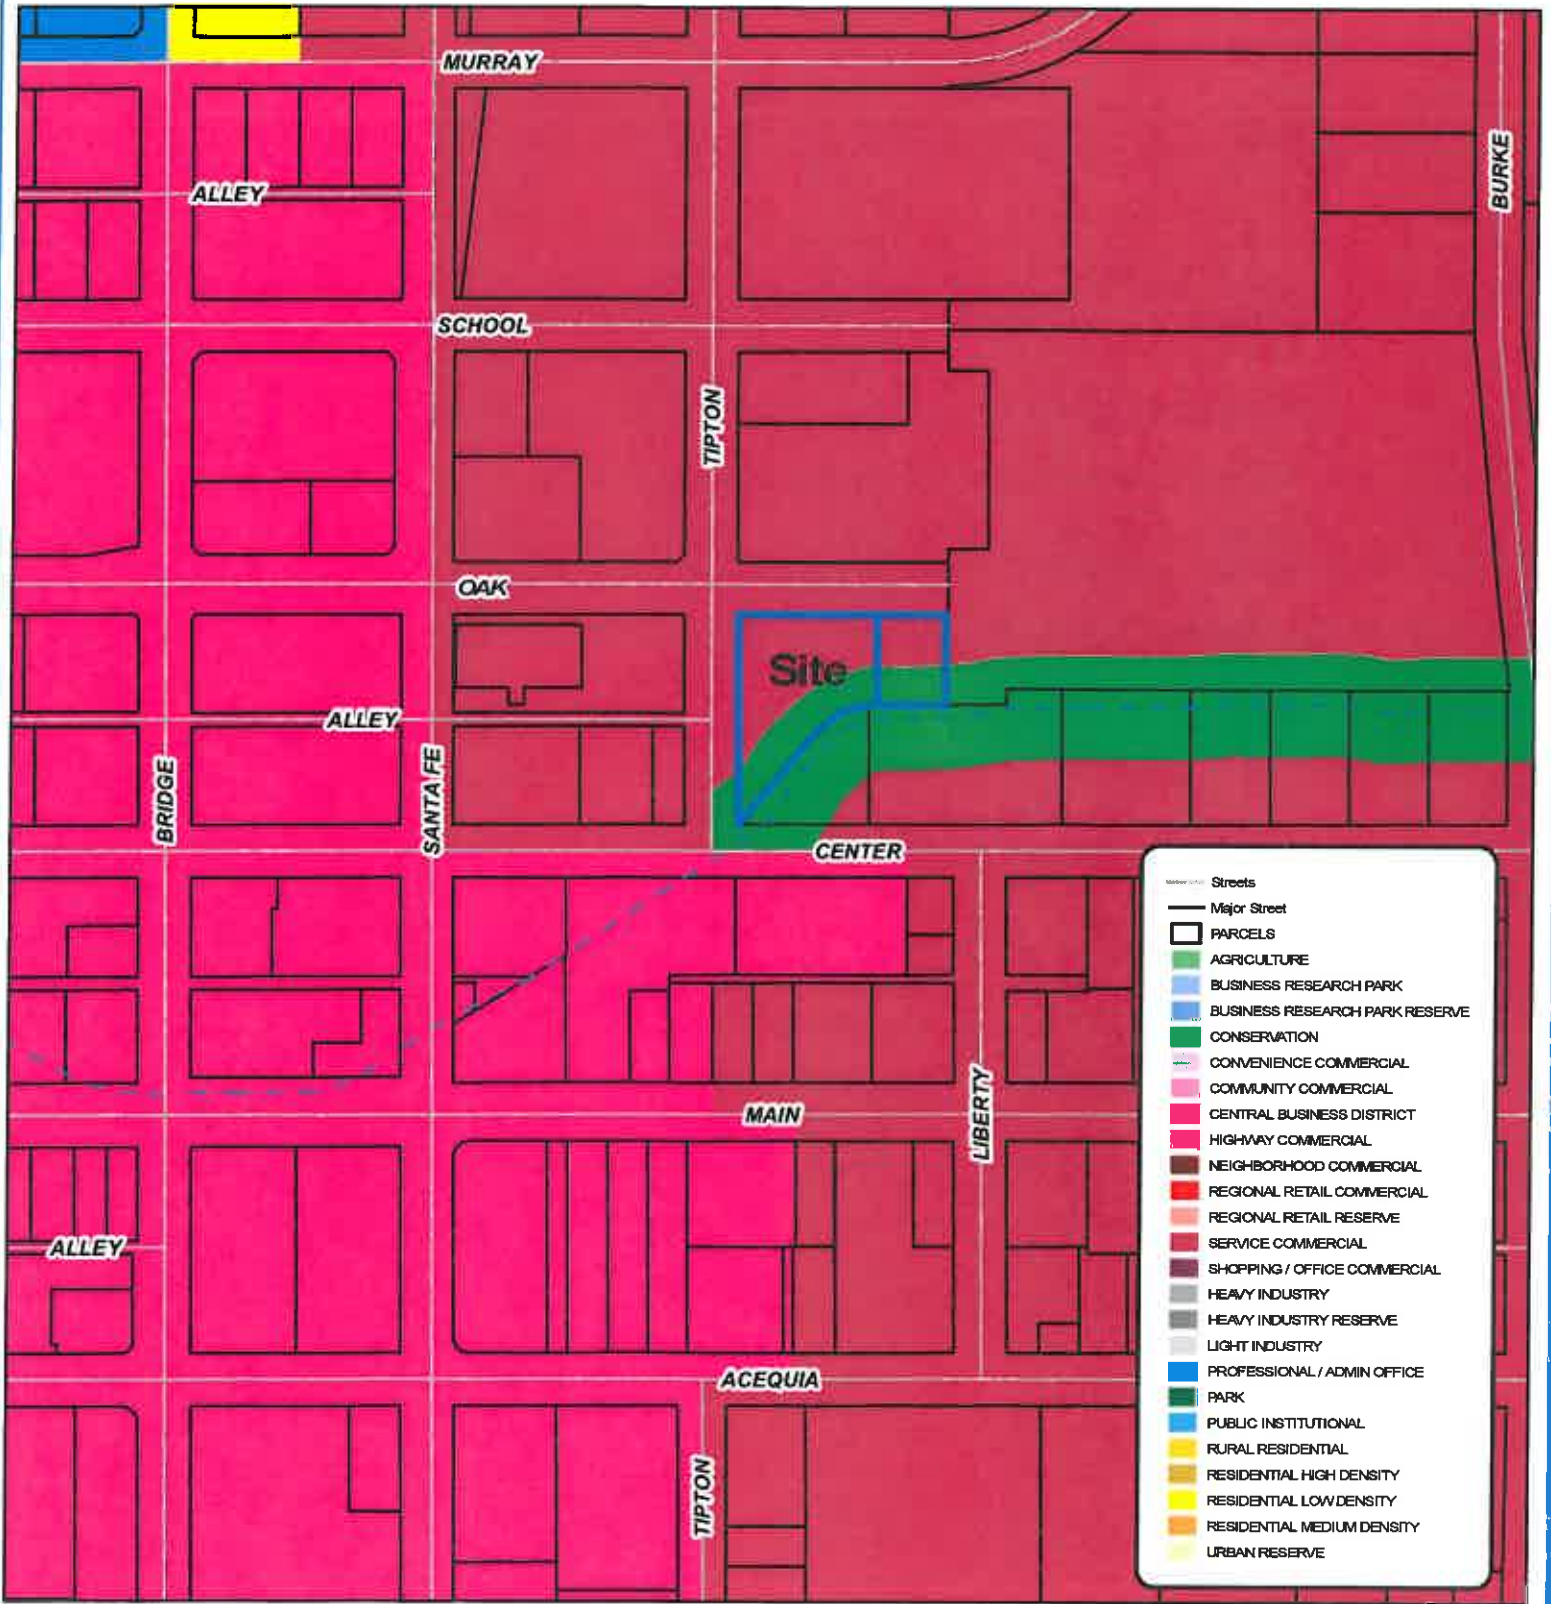 MURRAY
BURKE
ALLEY
SCHOOL
TIPTON
OAK
Site
ALLEY
BRIDGE
SANTA FE
CENTER
Streets
Major Street
PARCELS
AGRICULTURE
BUSINESS RESEARCH PARK
BUSINESS RESEARCH PARK RESERVE
CONSERVATION
CONVENIENCE COMMERCIAL
COMMUNITY COMMERCIAL
CENTRAL BUSINESS DISTRICT
HIGHWAY COMMERCIAL
NEIGHBORHOOD COMMERCIAL
REGIONAL RETAIL COMMERCIAL
REGIONAL RETAIL RESERVE
SERVICE COMMERCIAL
SHOPPING / OFFICE COMMERCIAL
HEAVY INDUSTRY
HEAVY INDUSTRY RESERVE
LIGHT INDUSTRY
PROFESSIONAL / ADMIN OFFICE
PARK
PUBLIC INSTITUTIONAL
RURAL RESIDENTIAL
RESIDENTIAL HIGH DENSITY
RESIDENTIAL LOW DENSITY
RESIDENTIAL MEDIUM DENSITY
URBAN RESERVE
MAIN
LIBERTY
ALLEY
ACEQUIA
TIPTON